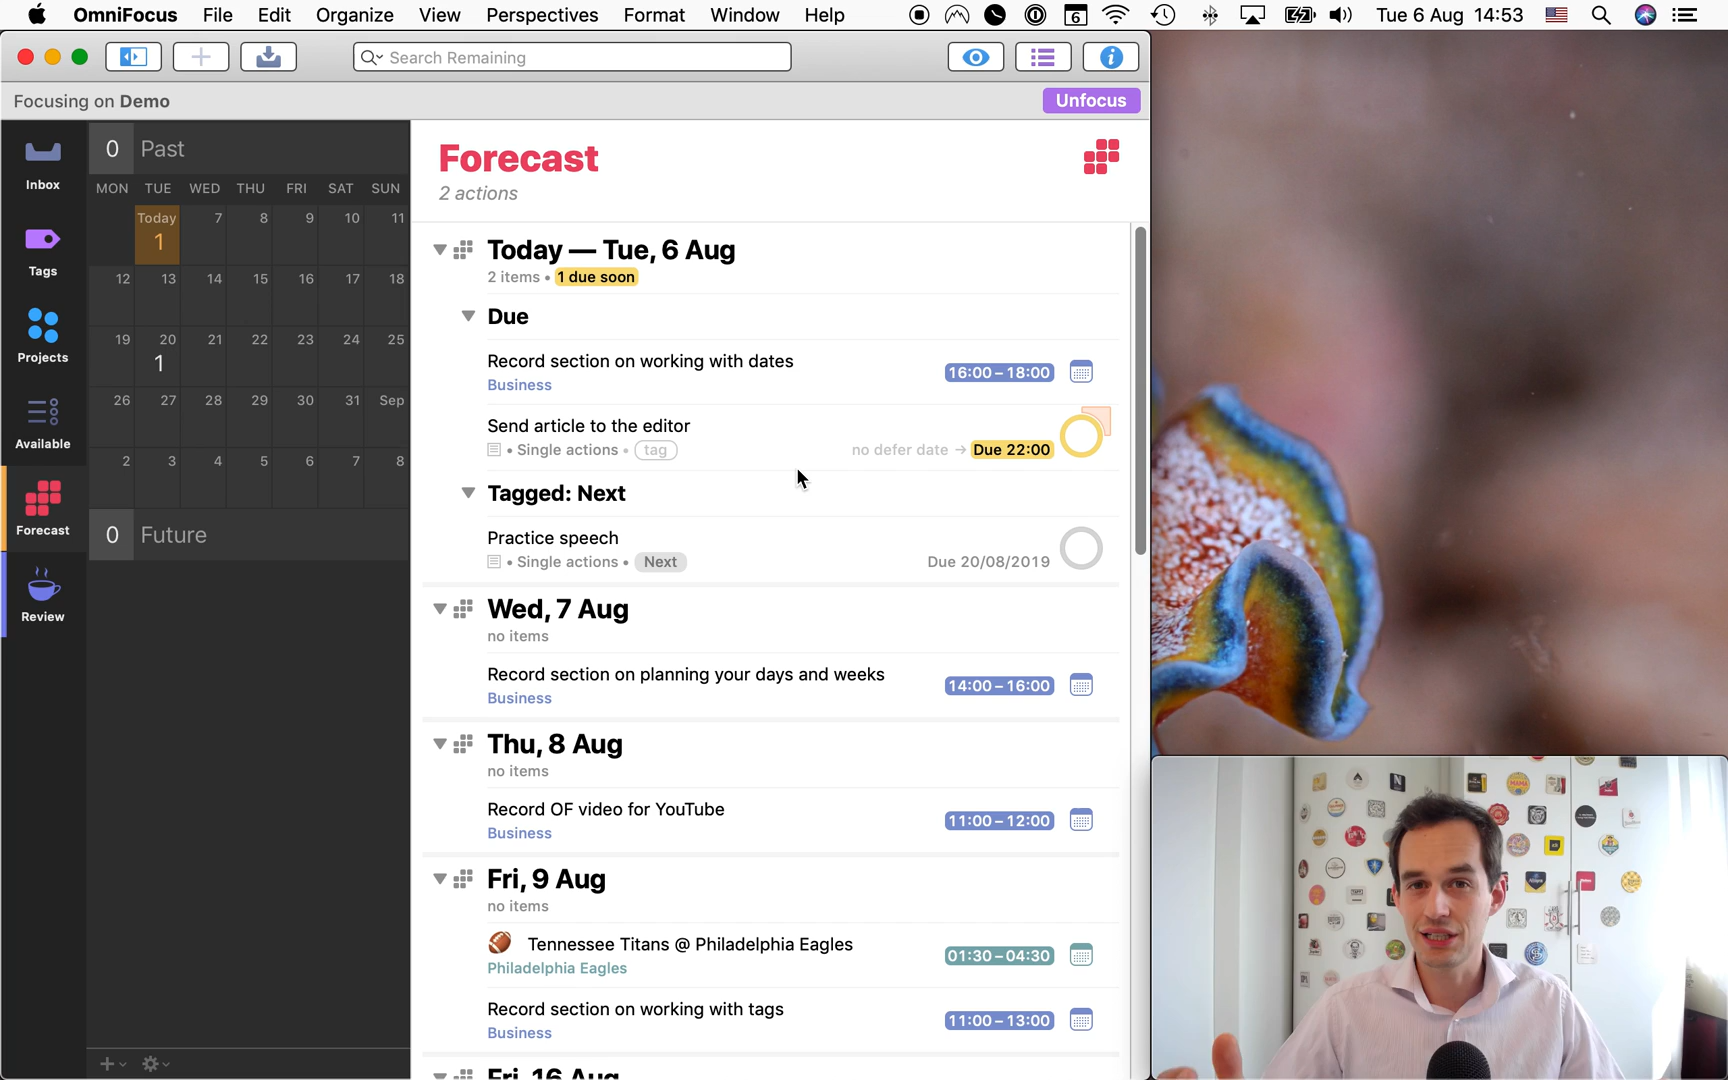 OmniFocus File Edit Organize View Perspectives Format Window Help 6 Tue 6 Aug 14:53
Search Remaining
Focusing on Demo
Unfocus
Inbox
Tags
Projects
Available
Forecast
Review
0 Past
MON TUE WED THU FRI SAT SUN
Today 7 8 9 10 11
1
12 13 14 15 16 17 18
19 20 21 22 23 24 25
1
26 27 28 29 30 31 Sep
2 3 4 5 6 7 8
0 Future
Forecast
2 actions
Today — Tue, 6 Aug
2 items • 1 due soon
Due
Record section on working with dates
16:00 – 18:00
Business
Send article to the editor
• Single actions • tag
no defer date → Due 22:00
Tagged: Next
Practice speech
• Single actions • Next
Due 20/08/2019
Wed, 7 Aug
no items
Record section on planning your days and weeks
14:00 – 16:00
Business
Thu, 8 Aug
no items
Record OF video for YouTube
11:00 – 12:00
Business
Fri, 9 Aug
no items
Tennessee Titans @ Philadelphia Eagles
01:30 – 04:30
Philadelphia Eagles
Record section on working with tags
11:00 – 13:00
Business
Fri, 16 Aug